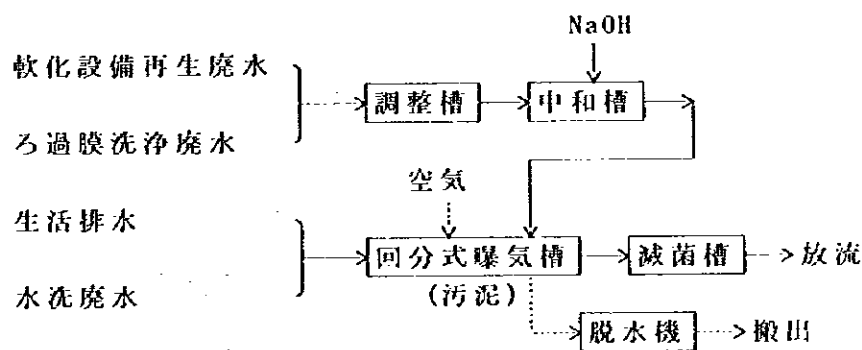 NaOH
軟化設備再生廃水
調整槽
中和槽
ろ過膜洗浄廃水
空気
生活排水
回分式曝気槽
滅菌槽
放流
水洗廃水
(汚泥)
脱水機
搬出